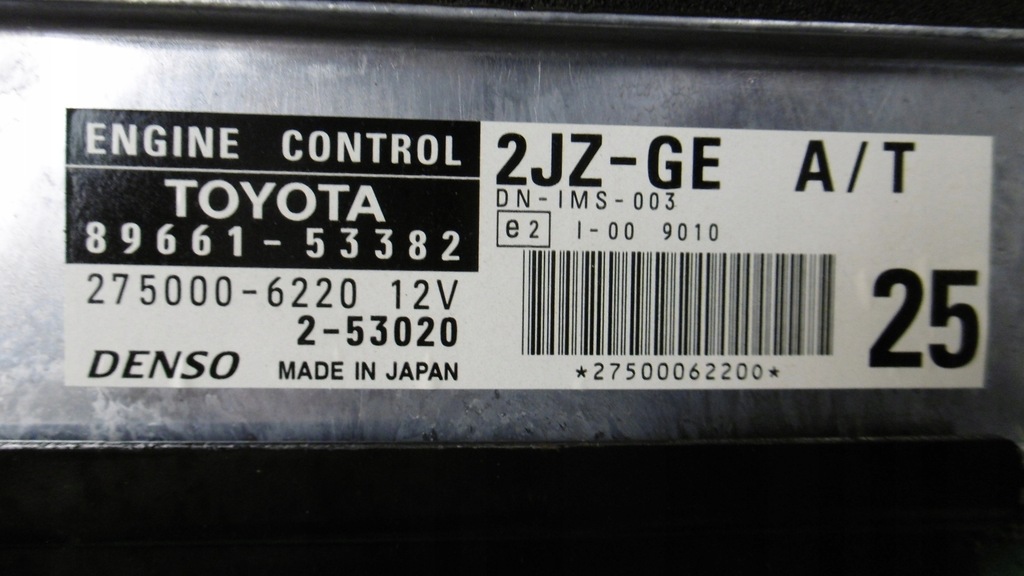 ENGINE CONTROL
TOYOTA
89661-53382
275000-6220 12V
2-53020
DENSO MADE IN JAPAN
2JZ-GE A/T
DN-IMS-003
e2 I-00 9010
25
*27500062200*